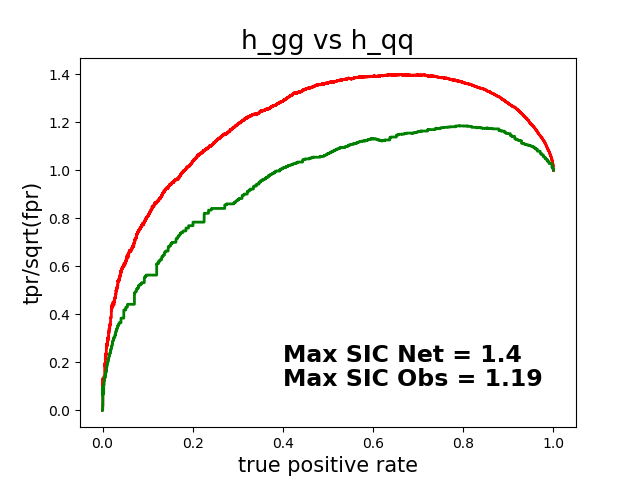 h_gg vs h_qq
tpr/sqrt(fpr)
1.4
1.2
1.0
0.8
0.6
0.4
0.2
0.0
Max SIC Net = 1.4
Max SIC Obs = 1.19
0.0 0.2 0.4 0.6 0.8 1.0
true positive rate